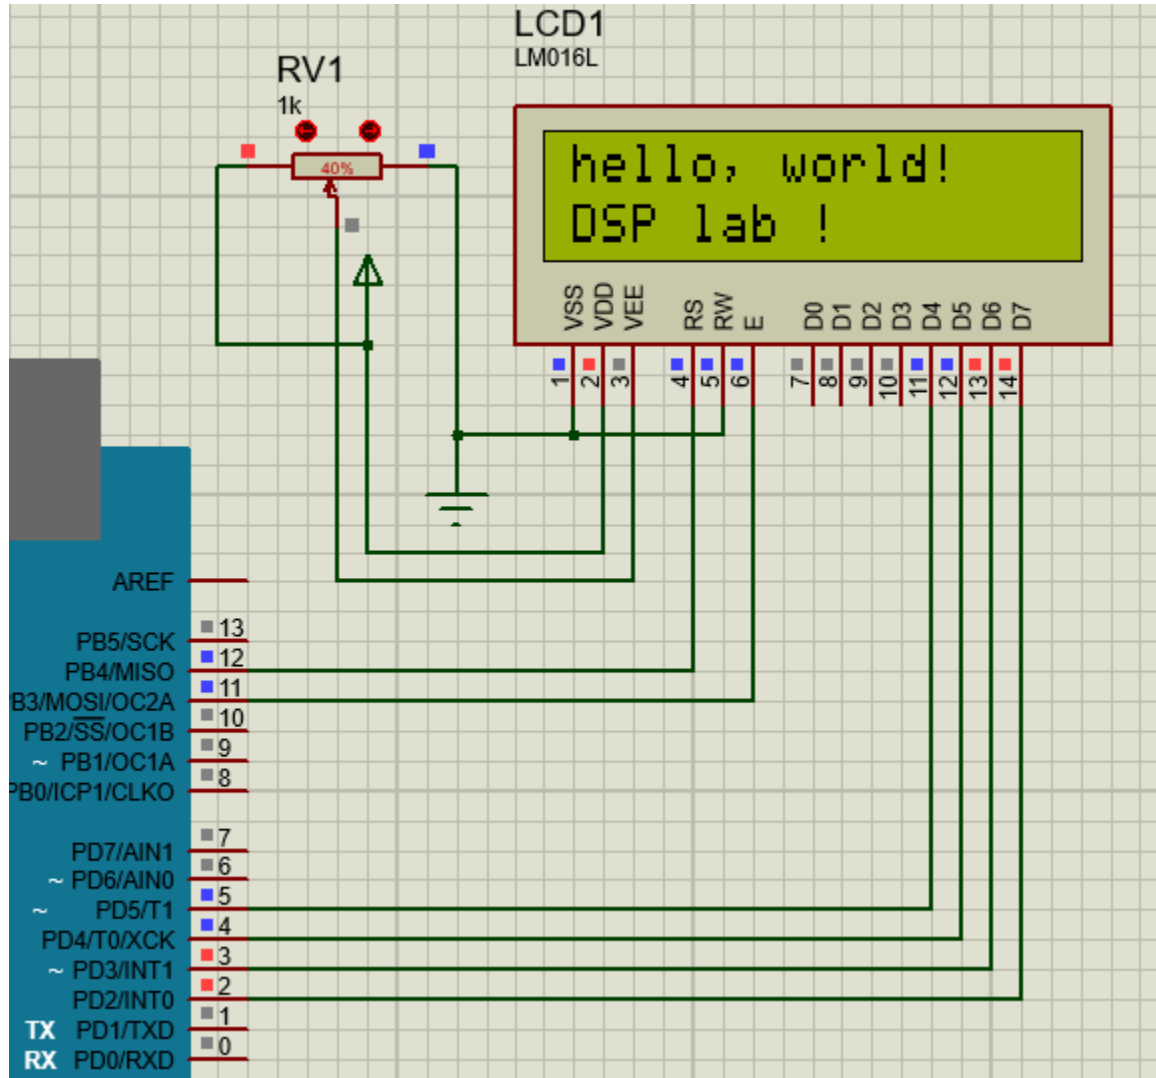 LCD1
LM016L
RV1
1k
40%
hello, world!
DSP lab !
VSS VDD VEE RS RW E D0 D1 D2 D3 D4 D5 D6 D7
1 2 3 4 5 6 7 8 9 10 11 12 13 14
AREF
PB5/SCK 13
PB4/MISO 12
PB3/MOSI/OC2A 11
PB2/SS/OC1B 10
~ PB1/OC1A 9
PB0/ICP1/CLKO 8
PD7/AIN1 7
~ PD6/AIN0 6
~ PD5/T1 5
PD4/T0/XCK 4
~ PD3/INT1 3
PD2/INT0 2
TX PD1/TXD 1
RX PD0/RXD 0